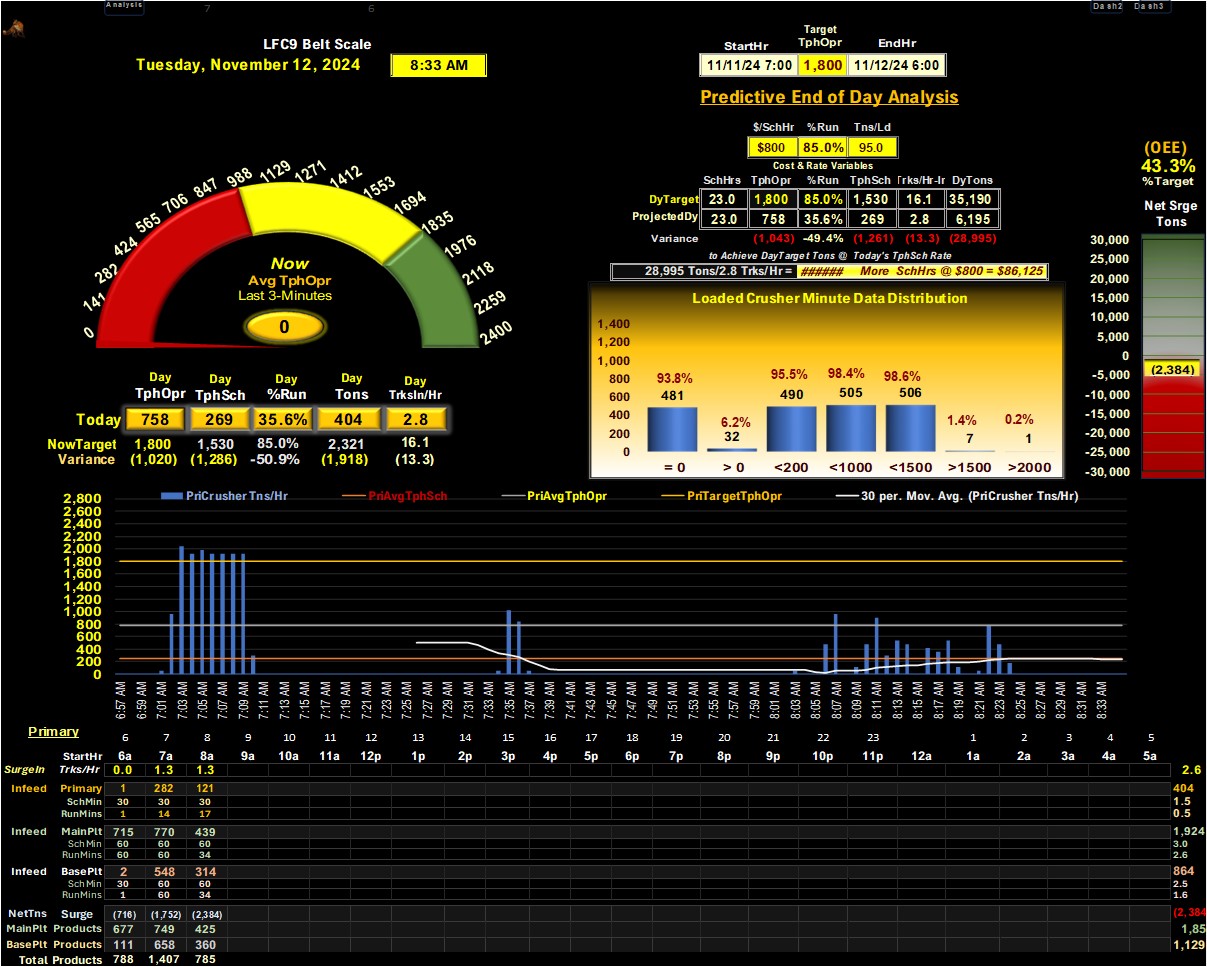 Analysis 7 6 Dash2 Dash3
LFC9 Belt Scale
Tuesday, November 12, 2024 8:33 AM
Target
StartHr TphOpr EndHr
11/11/24 7:00 1,800 11/12/24 6:00
Predictive End of Day Analysis
$/SchHr %Run Tns/Ld
$800 85.0% 95.0
Cost & Rate Variables
SchHrs TphOpr %Run TphSch Trks/Hr-Ir DyTons
DyTarget 23.0 1,800 85.0% 1,530 16.1 35,190
ProjectedDy 23.0 758 35.6% 269 2.8 6,195
Variance (1,043) -49.4% (1,261) (13.3) (28,995)
to Achieve DayTarget Tons @ Today's TphSch Rate
28,995 Tons/2.8 Trks/Hr = ###### More SchHrs @ $800 = $86,125
(OEE)
43.3%
%Target
Net Srge
Tons
30,000
25,000
20,000
15,000
10,000
5,000
0
(2,384)
-5,000
-10,000
-15,000
-20,000
-25,000
-30,000
0 141 282 424 565 706 847 988 1129 1271 1412 1553 1694 1835 1976 2118 2259 2400
Now
Avg TphOpr
Last 3-Minutes
0
Day Day Day Day Day
TphOpr TphSch %Run Tons TrksIn/Hr
Today 758 269 35.6% 404 2.8
NowTarget 1,800 1,530 85.0% 2,321 16.1
Variance (1,020) (1,286) -50.9% (1,918) (13.3)
Loaded Crusher Minute Data Distribution
1,400
1,200
1,000
800
600
400
200
0
93.8% 6.2% 95.5% 98.4% 98.6% 1.4% 0.2%
481 32 490 505 506 7 1
= 0 > 0 <200 <1000 <1500 >1500 >2000
PriCrusher Tns/Hr PriAvgTphSch PriAvgTphOpr PriTargetTphOpr 30 per. Mov. Avg. (PriCrusher Tns/Hr)
2,800
2,600
2,400
2,200
2,000
1,800
1,600
1,400
1,200
1,000
800
600
400
200
0
6:57 AM 6:59 AM 7:01 AM 7:03 AM 7:05 AM 7:07 AM 7:09 AM 7:11 AM 7:13 AM 7:15 AM 7:17 AM 7:19 AM 7:21 AM 7:23 AM 7:25 AM 7:27 AM 7:29 AM 7:31 AM 7:33 AM 7:35 AM 7:37 AM 7:39 AM 7:41 AM 7:43 AM 7:45 AM 7:47 AM 7:49 AM 7:51 AM 7:53 AM 7:55 AM 7:57 AM 7:59 AM 8:01 AM 8:03 AM 8:05 AM 8:07 AM 8:09 AM 8:11 AM 8:13 AM 8:15 AM 8:17 AM 8:19 AM 8:21 AM 8:23 AM 8:25 AM 8:27 AM 8:29 AM 8:31 AM 8:33 AM
Primary 6 7 8 9 10 11 12 13 14 15 16 17 18 19 20 21 22 23 1 2 3 4 5
StartHr 6a 7a 8a 9a 10a 11a 12p 1p 2p 3p 4p 5p 6p 7p 8p 9p 10p 11p 12a 1a 2a 3a 4a 5a
SurgeIn Trks/Hr 0.0 1.3 1.3 2.6
Infeed Primary 1 282 121 404
SchMin 30 30 30 1.5
RunMins 1 14 17 0.5
Infeed MainPlt 715 770 439 1,924
SchMin 60 60 60 3.0
RunMins 60 60 34 2.6
Infeed BasePlt 2 548 314 864
SchMin 30 60 60 2.5
RunMins 1 60 34 1.6
NetTns Surge (716) (1,752) (2,384) (2,384
MainPlt Products 677 749 425 1,85
BasePlt Products 111 658 360 1,129
Total Products 788 1,407 785